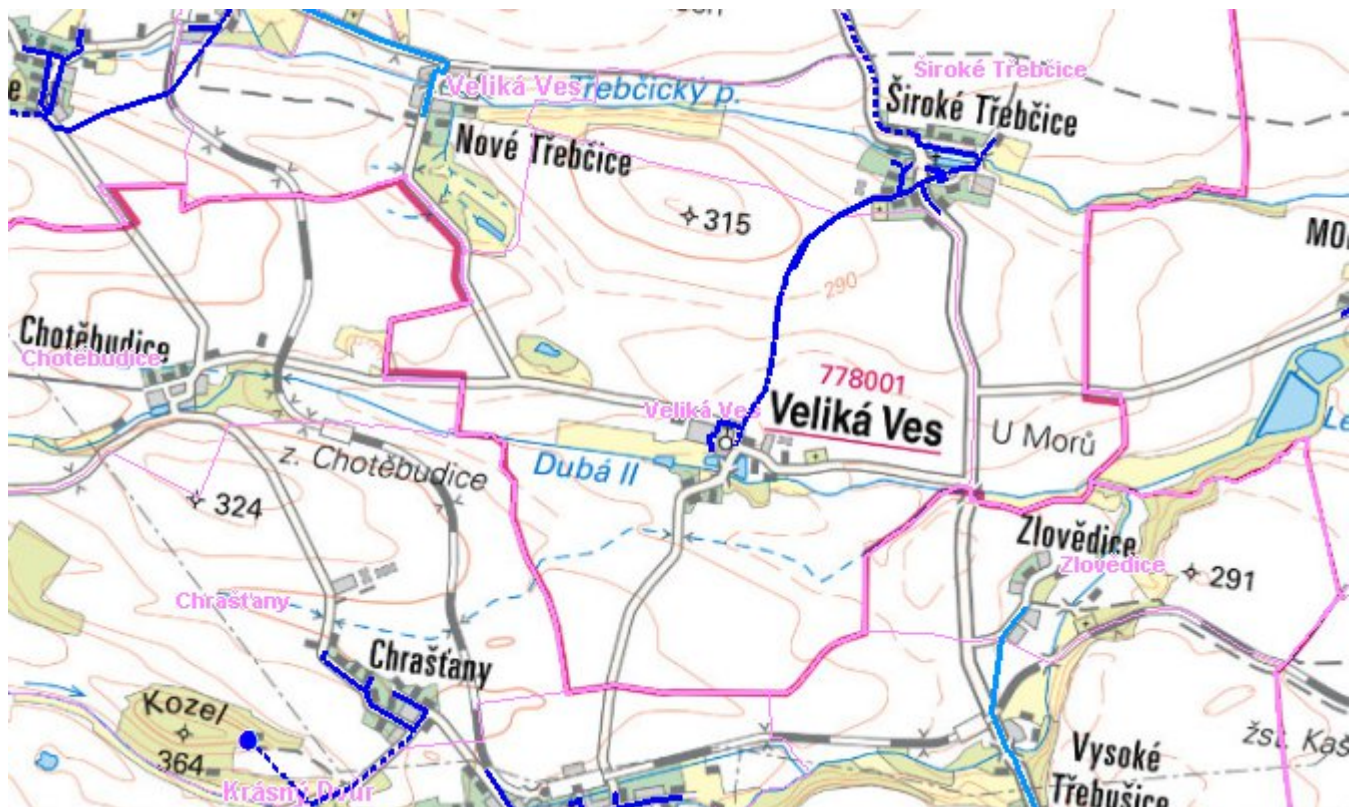 Široké Třebčice
Veliká Ves
Třebčický p.
Široké Třebčice
Nové Třebčice
315
290
Chotěbudice
Chotěbudice
778001
Veliká Ves
Veliká Ves
U Morů
z. Chotěbudice
Dubá II
324
Zlovědice
Zlovědice
291
Chrašťany
Chrašťany
Kozel
364
Krásný Dvůr
Vysoké
Třebušice
žst. Kaš